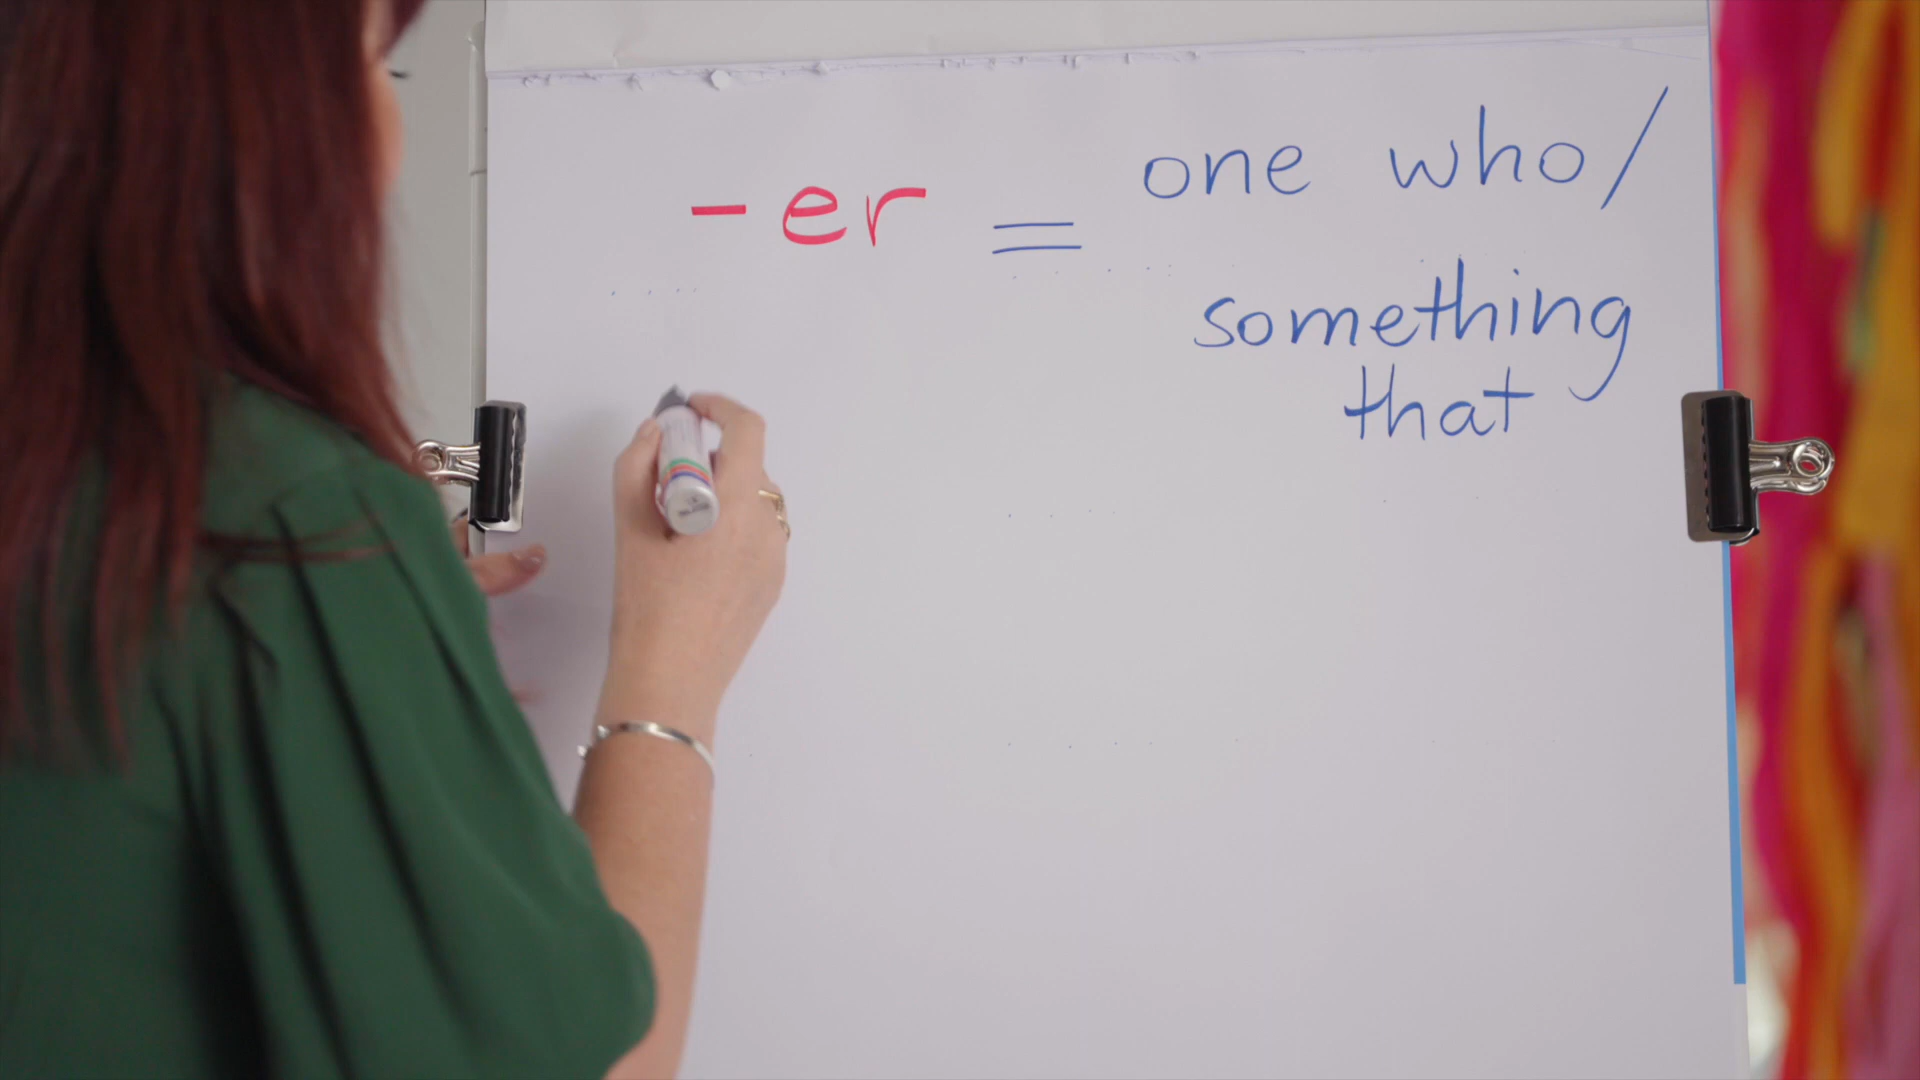 -er = one who/
something
that